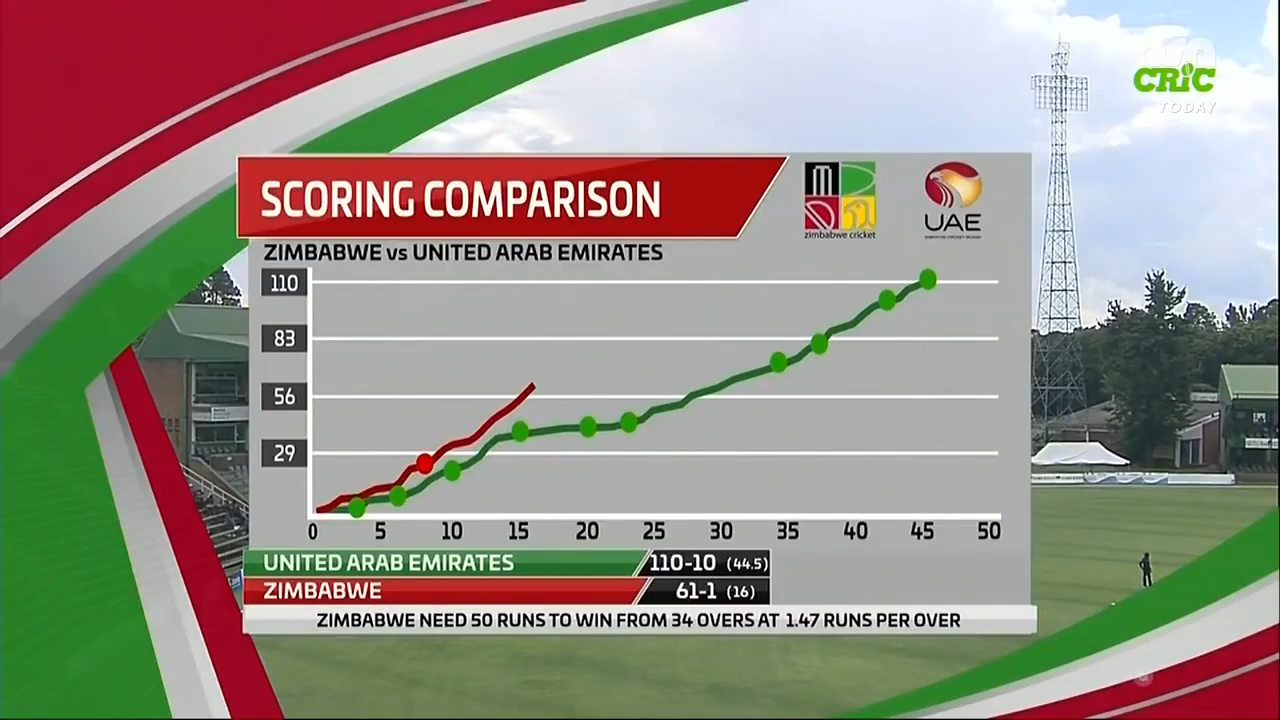 CRIC
TODAY
SCORING COMPARISON
zimbabwe cricket
UAE
ZIMBABWE vs UNITED ARAB EMIRATES
110
83
56
29
0 5 10 15 20 25 30 35 40 45 50
UNITED ARAB EMIRATES 110-10 (44.5)
ZIMBABWE 61-1 (16)
ZIMBABWE NEED 50 RUNS TO WIN FROM 34 OVERS AT 1.47 RUNS PER OVER